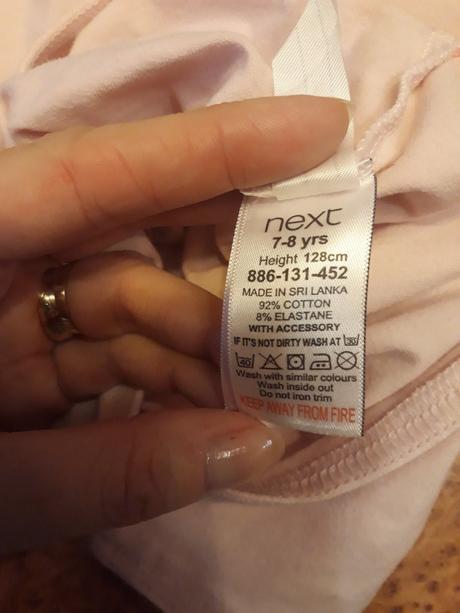 next
7-8 yrs
Height 128cm
886-131-452
MADE IN SRI LANKA
92% COTTON
8% ELASTANE
WITH ACCESSORY
IF IT'S NOT DIRTY WASH AT 30
40
Wash with similar colours
Wash inside out
Do not iron trim
KEEP AWAY FROM FIRE